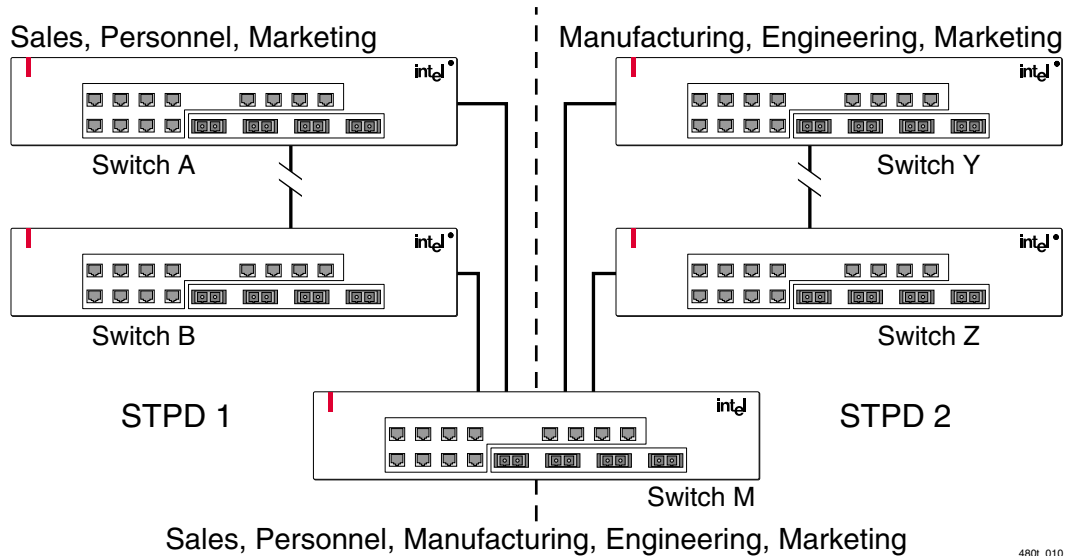 Sales, Personnel, Marketing
Manufacturing, Engineering, Marketing
intel
intel
Switch A
Switch Y
intel
intel
Switch B
Switch Z
STPD 1
intel
STPD 2
Switch M
Sales, Personnel, Manufacturing, Engineering, Marketing
480t_010